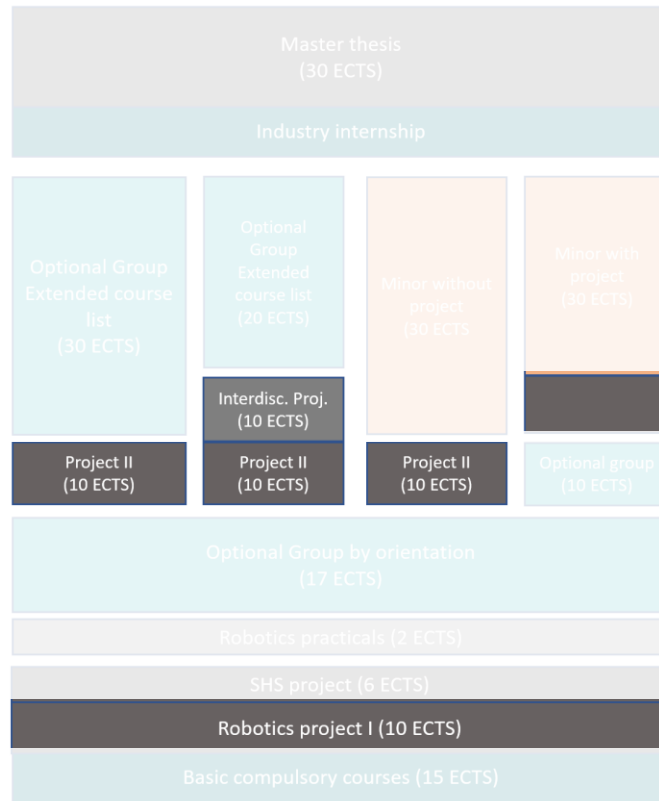 Master thesis
(30 ECTS)
Industry internship
Optional Group
Extended course
list
(30 ECTS)
Optional
Group
Extended
course list
(20 ECTS)
Interdisc. Proj.
(10 ECTS)
Minor without
project
(30 ECTS
Minor with
project
(30 ECTS)
Project II
(10 ECTS)
Project II
(10 ECTS)
Project II
(10 ECTS)
Optional group
(10 ECTS)
Optional Group by orientation
(17 ECTS)
Robotics practicals (2 ECTS)
SHS project (6 ECTS)
Robotics project I (10 ECTS)
Basic compulsory courses (15 ECTS)